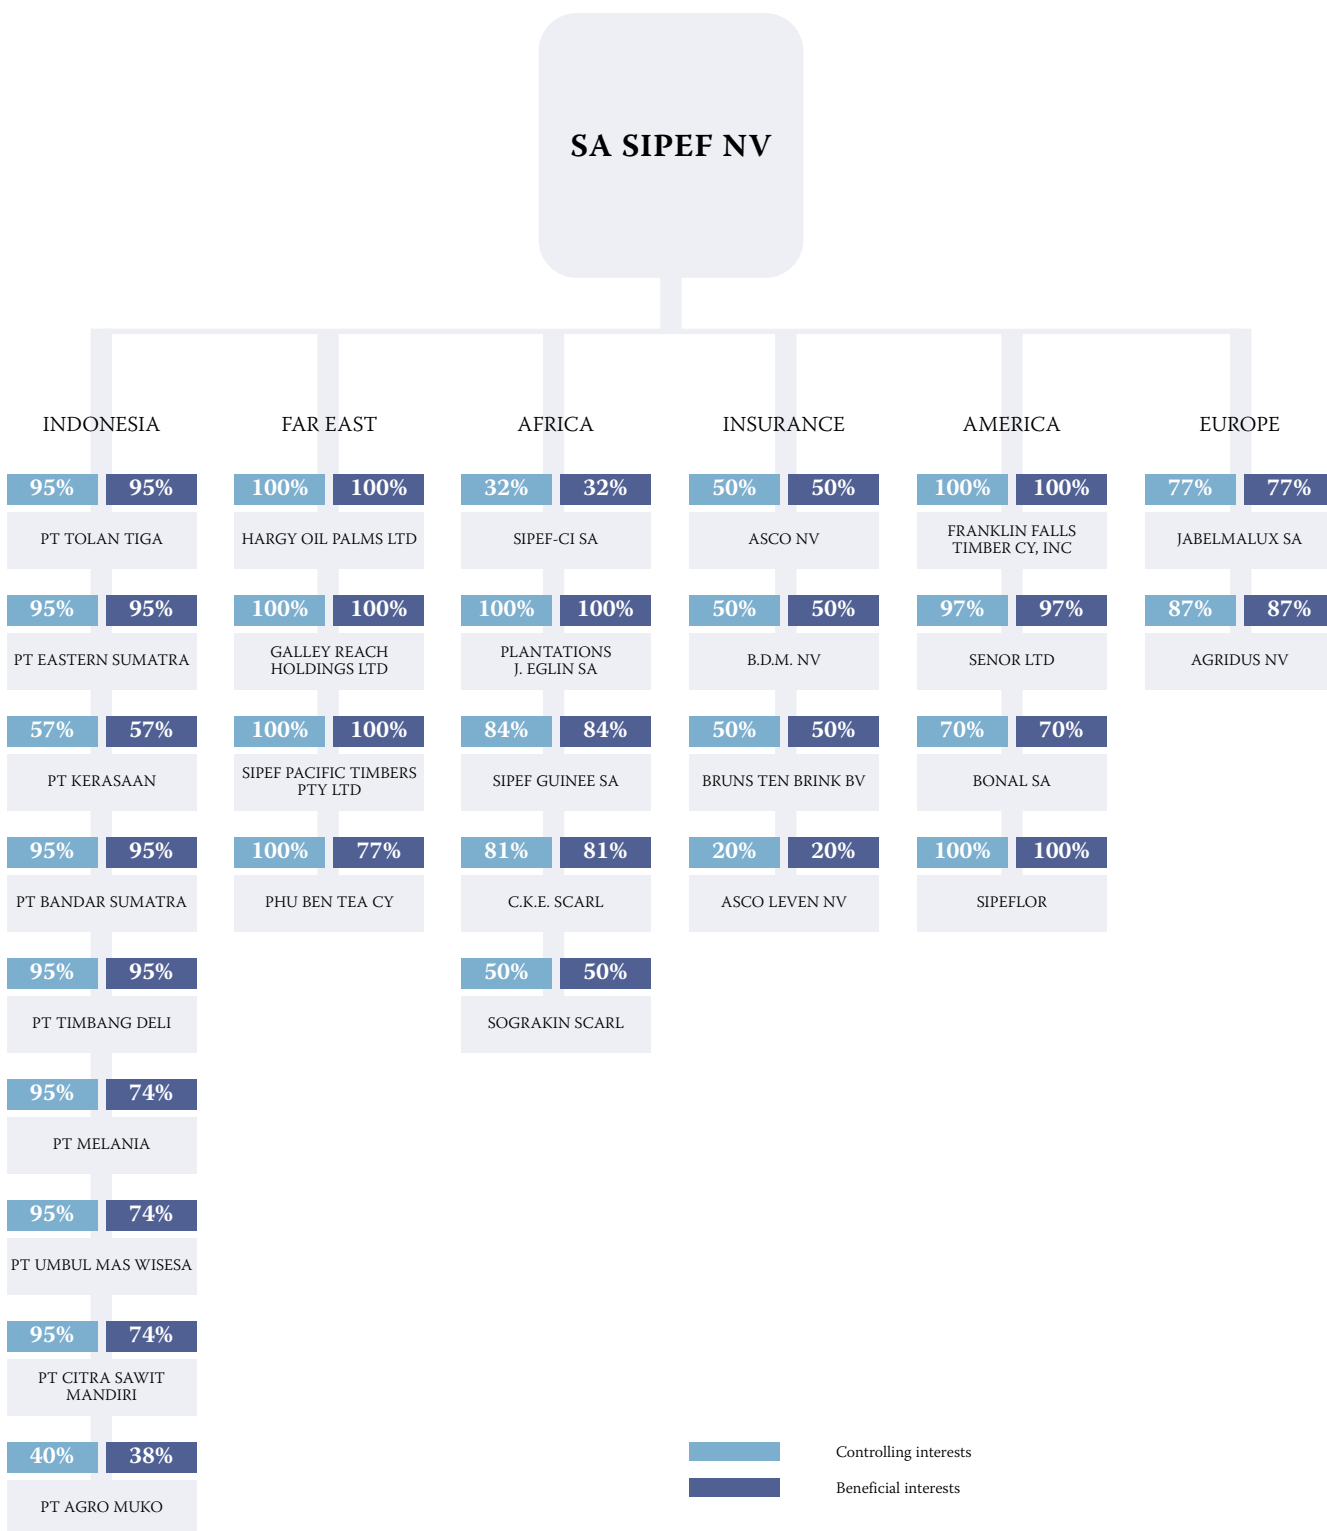 SA SIPEF NV
INDONESIA
95% 95%
PT TOLAN TIGA
95% 95%
PT EASTERN SUMATRA
57% 57%
PT KERASAAN
95% 95%
PT BANDAR SUMATRA
95% 95%
PT TIMBANG DELI
95% 74%
PT MELANIA
95% 74%
PT UMBUL MAS WISESA
95% 74%
PT CITRA SAWIT
MANDIRI
40% 38%
PT AGRO MUKO
FAR EAST
100% 100%
HARGY OIL PALMS LTD
100% 100%
GALLEY REACH
HOLDINGS LTD
100% 100%
SIPEF PACIFIC TIMBERS
PTY LTD
100% 77%
PHU BEN TEA CY
AFRICA
32% 32%
SIPEF-CI SA
100% 100%
PLANTATIONS
J. EGLIN SA
84% 84%
SIPEF GUINEE SA
81% 81%
C.K.E. SCARL
50% 50%
SOGRAKIN SCARL
INSURANCE
50% 50%
ASCO NV
50% 50%
B.D.M. NV
50% 50%
BRUNS TEN BRINK BV
20% 20%
ASCO LEVEN NV
AMERICA
100% 100%
FRANKLIN FALLS
TIMBER CY, INC
97% 97%
SENOR LTD
70% 70%
BONAL SA
100% 100%
SIPEFLOR
EUROPE
77% 77%
JABELMALUX SA
87% 87%
AGRIDUS NV
Controlling interests
Beneficial interests